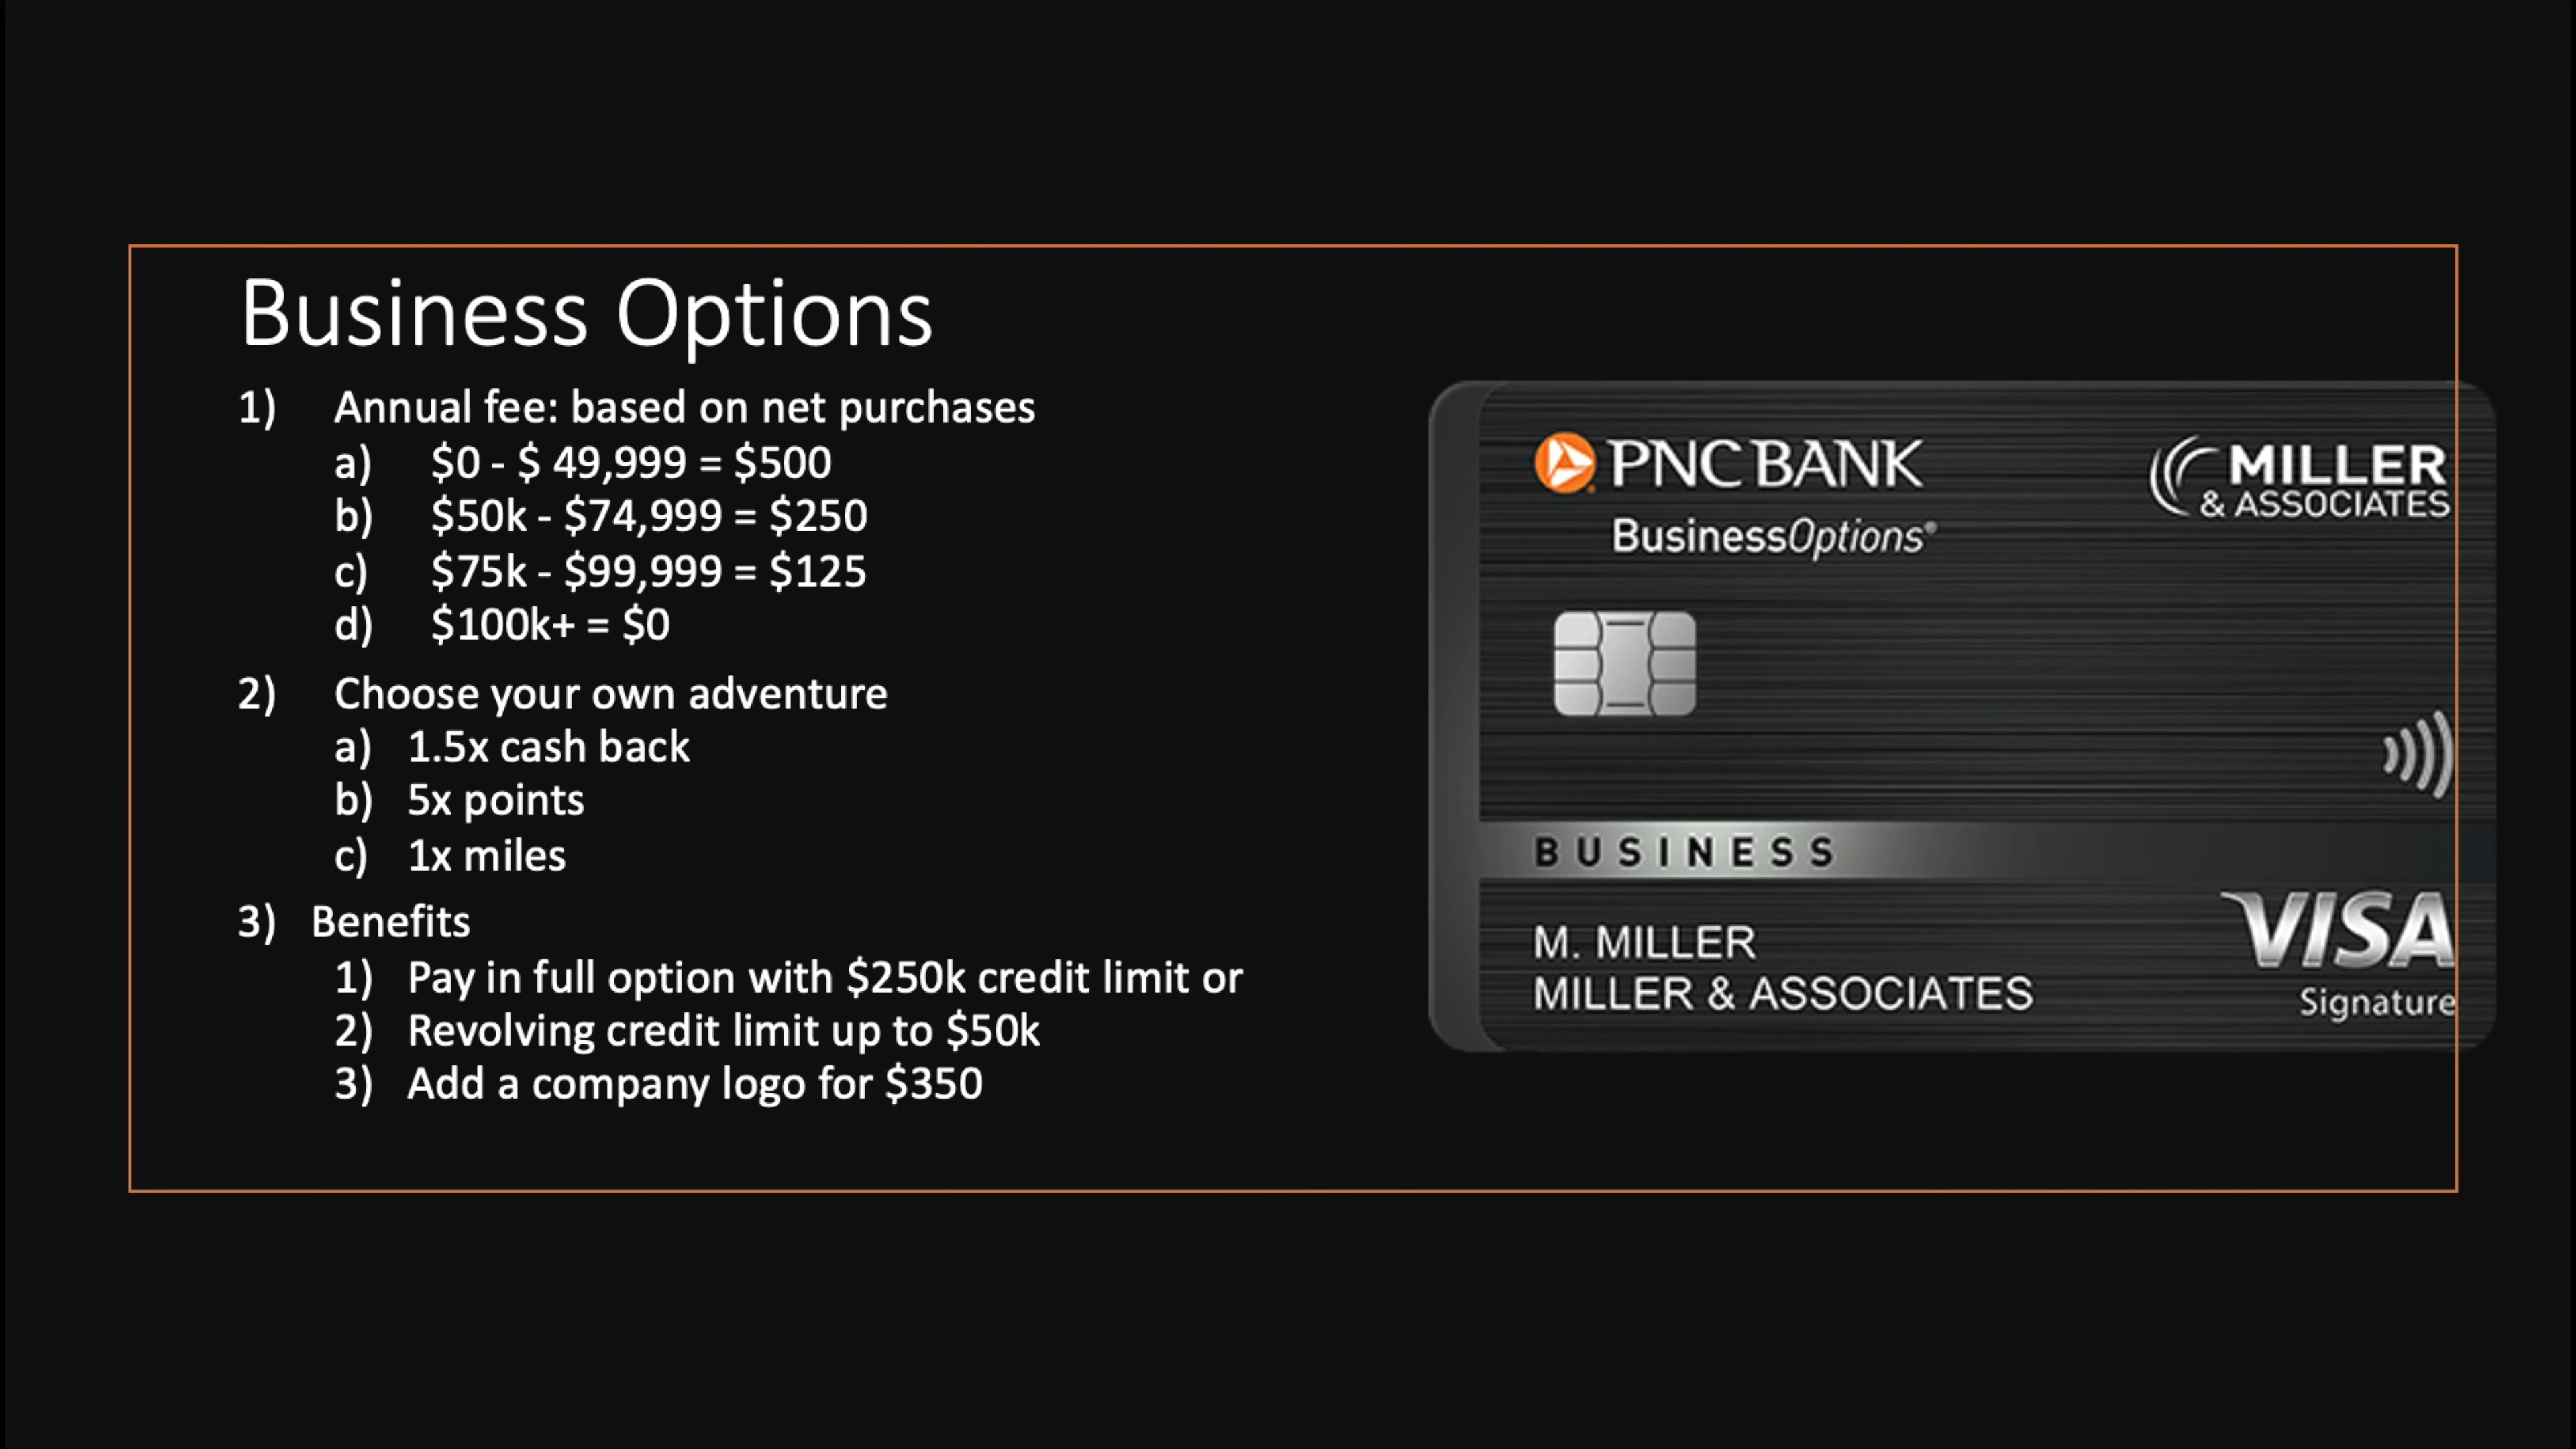 Business Options
1) Annual fee: based on net purchases
a) $0 - $ 49,999 = $500
b) $50k - $74,999 = $250
c) $75k - $99,999 = $125
d) $100k+ = $0
2) Choose your own adventure
a) 1.5x cash back
b) 5x points
c) 1x miles
3) Benefits
1) Pay in full option with $250k credit limit or
2) Revolving credit limit up to $50k
3) Add a company logo for $350
PNC BANK
BusinessOptions®
MILLER
& ASSOCIATES
BUSINESS
M. MILLER
MILLER & ASSOCIATES
VISA
Signature